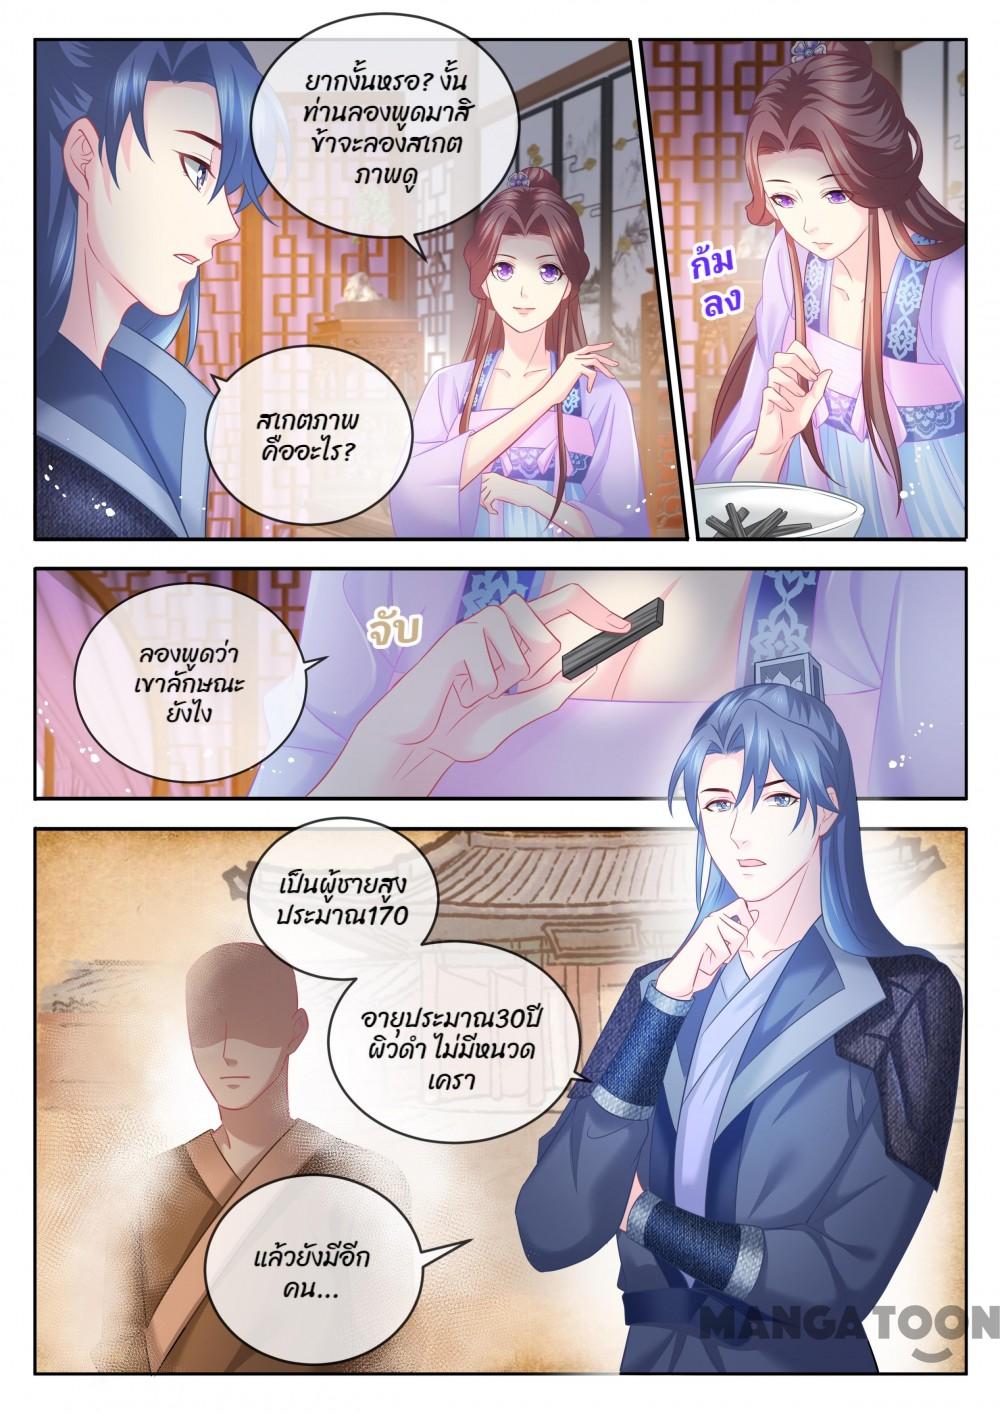 ยากงั้นหรอ? งั้น
ท่านลองพูดมาสิ
ข้าจะลองสเกต
ภาพดู
สเกตภาพ
คืออะไร?
ก้ม
ลง
ลองพูดว่า
เขาลักษณะ
ยังไง
จับ
เป็นผู้ชายสูง
ประมาณ170
อายุประมาณ30ปี
ผิวดำ ไม่มีหนวด
เครา
แล้วยังมีอีก
คน...
MANGATOON